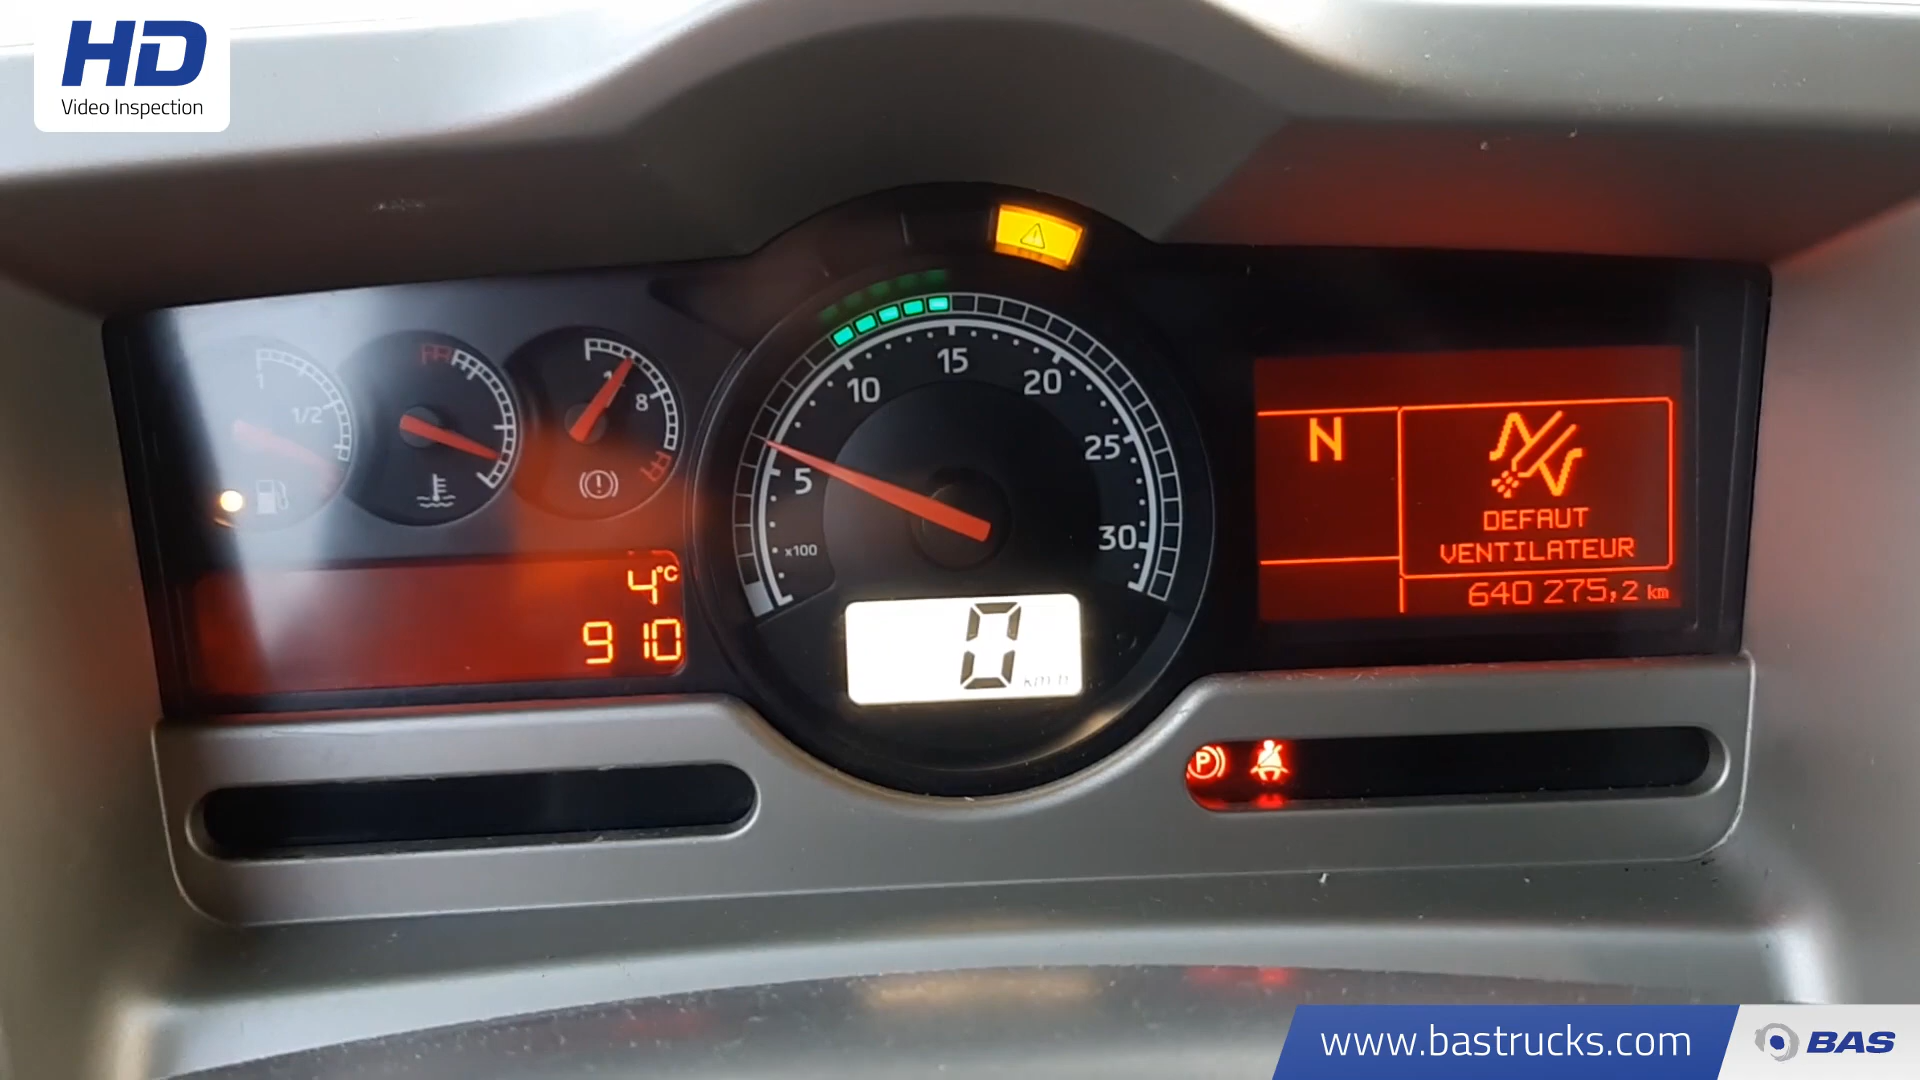 HD
Video Inspection
1
1/2
8
5
10
15
20
25
30
x100
4°C
9 10
0
km/h
N
DEFAUT
VENTILATEUR
640 275,2 km
P
www.bastrucks.com
BAS